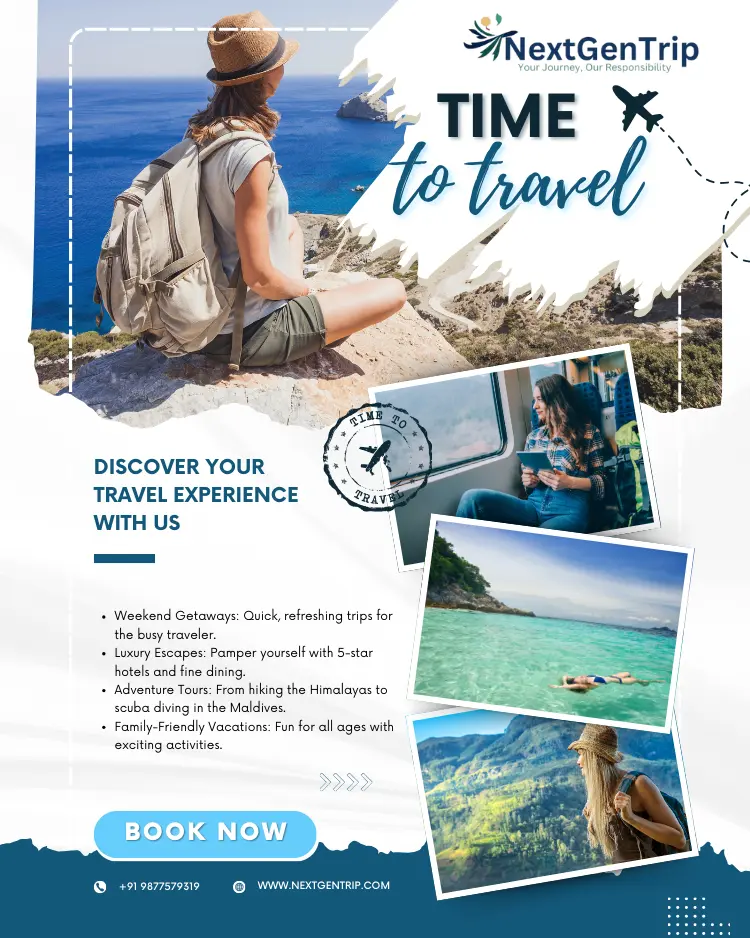 NextGenTrip
Your Journey, Our Responsibility
TIME
to travel
TIME TO
TRAVEL
DISCOVER YOUR
TRAVEL EXPERIENCE
WITH US
• Weekend Getaways: Quick, refreshing trips for
the busy traveler.
• Luxury Escapes: Pamper yourself with 5-star
hotels and fine dining.
• Adventure Tours: From hiking the Himalayas to
scuba diving in the Maldives.
• Family-Friendly Vacations: Fun for all ages with
exciting activities.
BOOK NOW
+91 9877579319
WWW.NEXTGENTRIP.COM